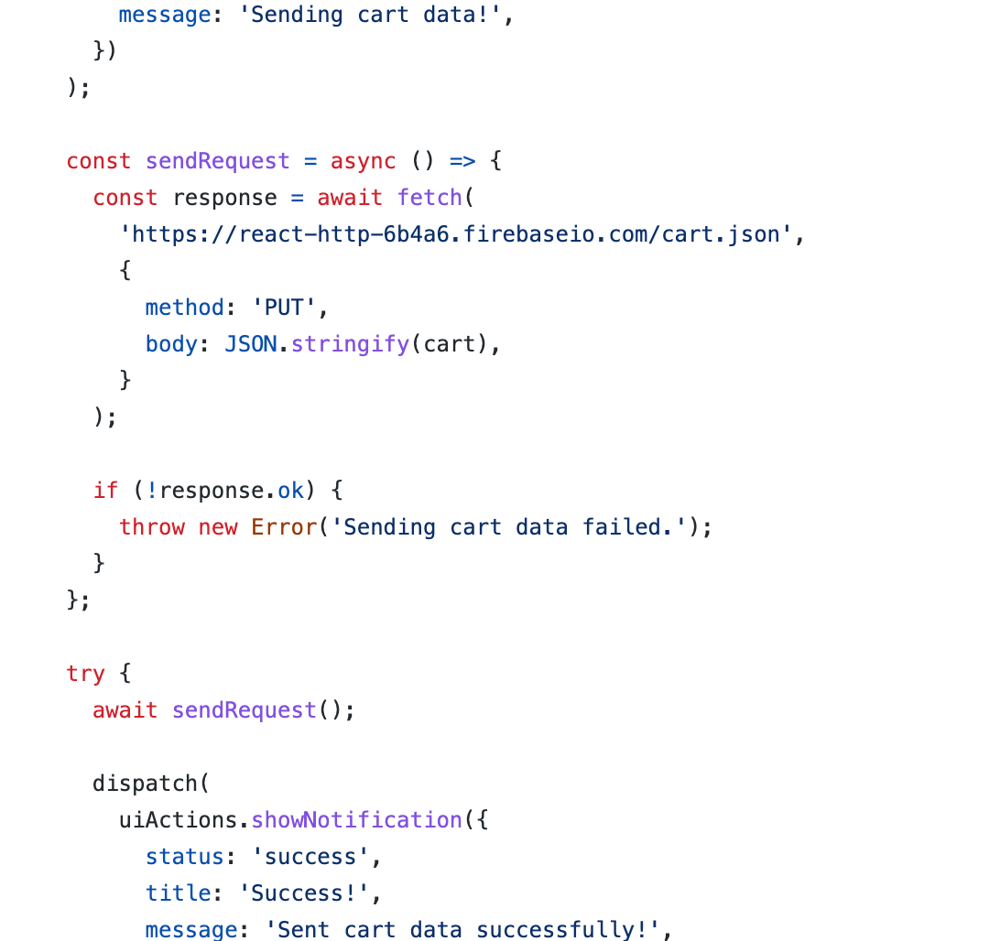 message: 'Sending cart data!',
})
);
const sendRequest = async () => {
const response = await fetch(
'https://react-http-6b4a6.firebaseio.com/cart.json',
{
method: 'PUT',
body: JSON.stringify(cart),
}
);
if (!response.ok) {
throw new Error('Sending cart data failed.');
}
};
try {
await sendRequest();
dispatch(
uiActions.showNotification({
status: 'success',
title: 'Success!',
message: 'Sent cart data successfully!',